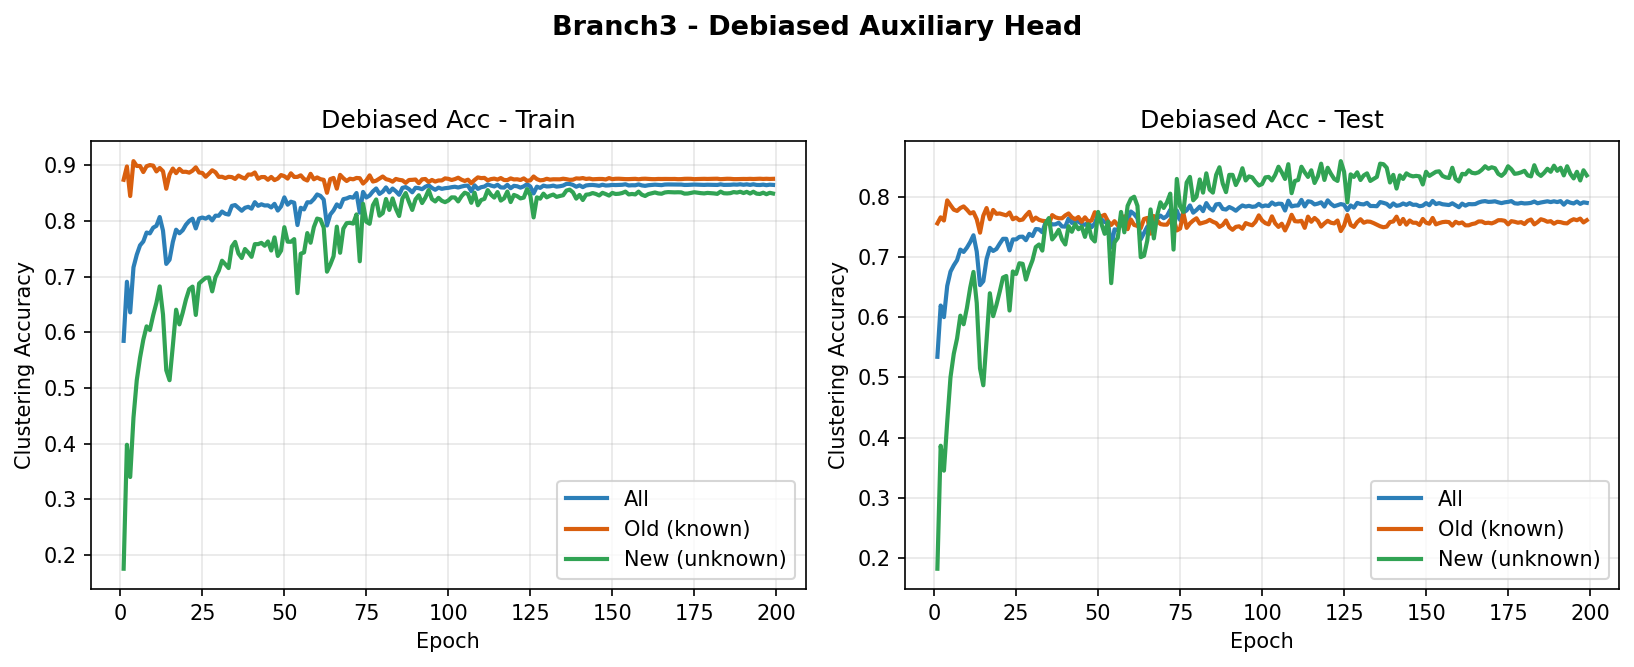 Branch3 - Debiased Auxiliary Head
Debiased Acc - Train
Clustering Accuracy
0.9
0.8
0.7
0.6
0.5
0.4
0.3
0.2
0 25 50 75 100 125 150 175 200
Epoch
All
Old (known)
New (unknown)
Debiased Acc - Test
Clustering Accuracy
0.8
0.7
0.6
0.5
0.4
0.3
0.2
0 25 50 75 100 125 150 175 200
Epoch
All
Old (known)
New (unknown)